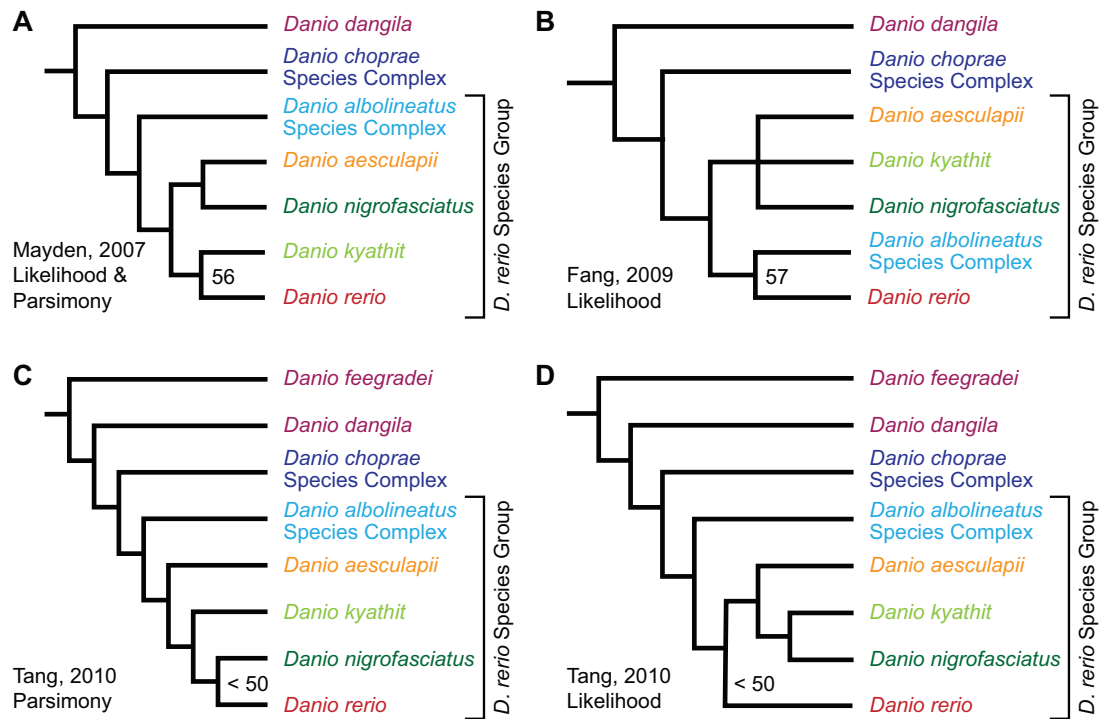 A
Danio dangila
Danio choprae
Species Complex
Danio albolineatus
Species Complex
Danio aesculapii
Danio nigrofasciatus
Danio kyathit
56
Danio rerio
D. rerio Species Group
Mayden, 2007
Likelihood &
Parsimony
B
Danio dangila
Danio choprae
Species Complex
Danio aesculapii
Danio kyathit
Danio nigrofasciatus
Danio albolineatus
Species Complex
57
Danio rerio
D. rerio Species Group
Fang, 2009
Likelihood
C
Danio feegradei
Danio dangila
Danio choprae
Species Complex
Danio albolineatus
Species Complex
Danio aesculapii
Danio kyathit
Danio nigrofasciatus
< 50
Danio rerio
D. rerio Species Group
Tang, 2010
Parsimony
D
Danio feegradei
Danio dangila
Danio choprae
Species Complex
Danio albolineatus
Species Complex
Danio aesculapii
Danio kyathit
Danio nigrofasciatus
< 50
Danio rerio
D. rerio Species Group
Tang, 2010
Likelihood